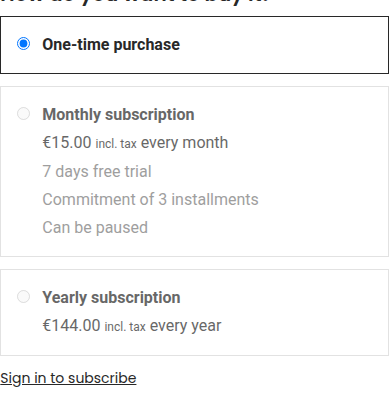 One-time purchase
Monthly subscription
€15.00 incl. tax every month
7 days free trial
Commitment of 3 installments
Can be paused
Yearly subscription
€144.00 incl. tax every year
Sign in to subscribe